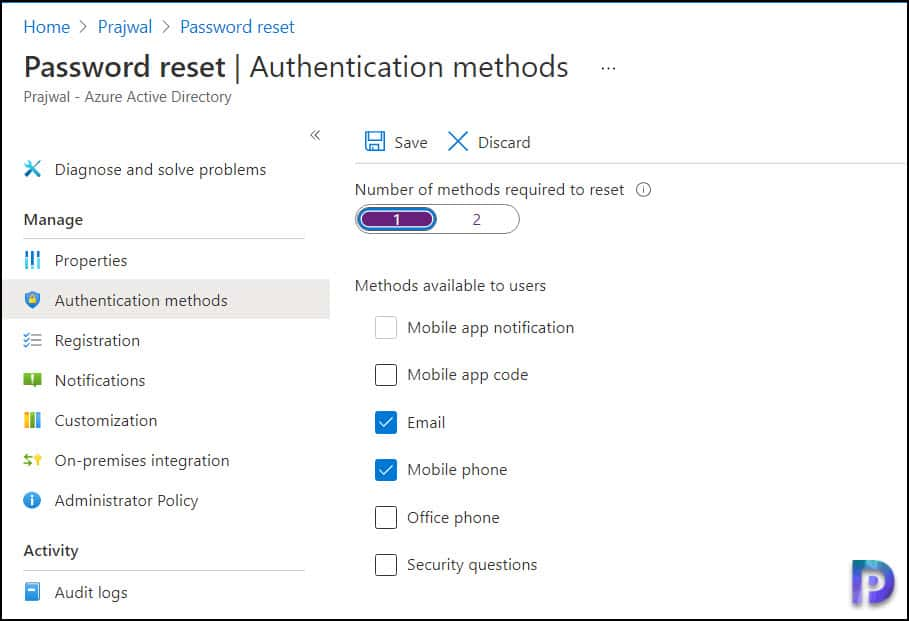 Home > Prajwal > Password reset
Password reset | Authentication methods ...
Prajwal - Azure Active Directory
«
Diagnose and solve problems
Manage
Properties
Authentication methods
Registration
Notifications
Customization
On-premises integration
Administrator Policy
Activity
Audit logs
Save Discard
Number of methods required to reset
1 2
Methods available to users
Mobile app notification
Mobile app code
Email
Mobile phone
Office phone
Security questions